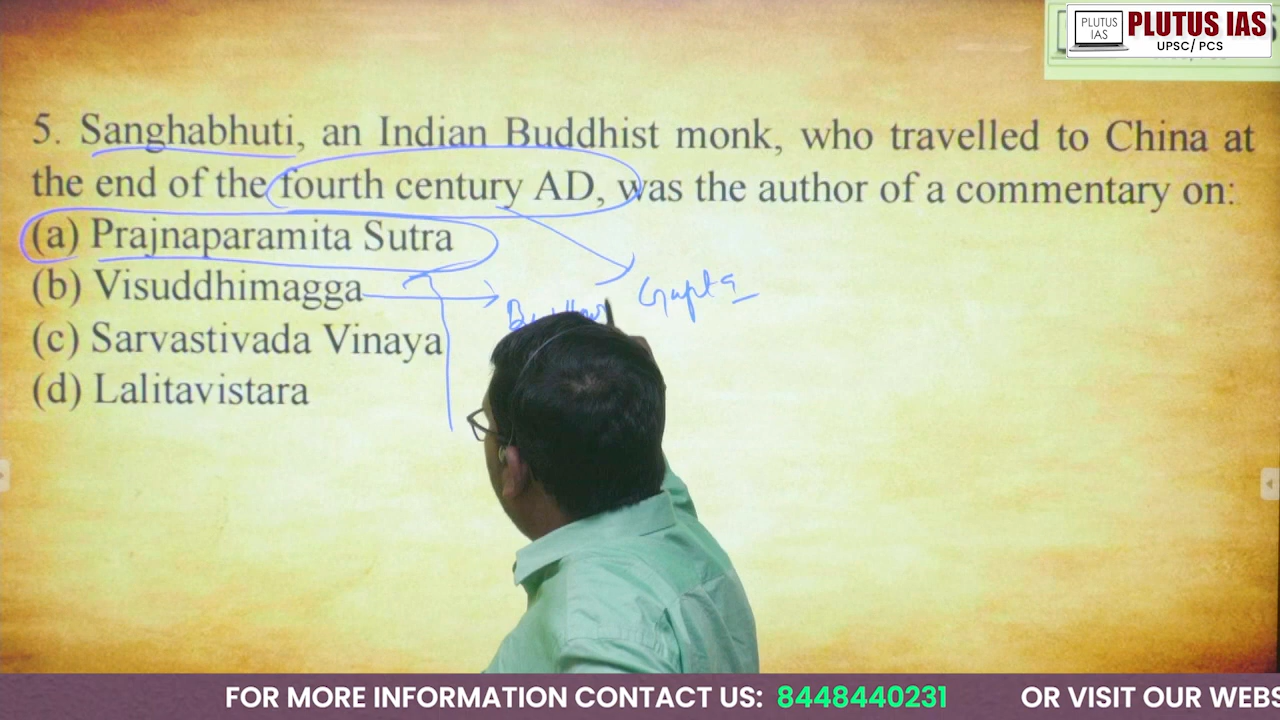 PLUTUS IAS
PLUTUS IAS
UPSC/ PCS
5. Sanghabhuti, an Indian Buddhist monk, who travelled to China at
the end of the fourth century AD, was the author of a commentary on:
(a) Prajnaparamita Sutra
(b) Visuddhimagga
Gupta
(c) Sarvastivada Vinaya
(d) Lalitavistara
FOR MORE INFORMATION CONTACT US: 8448440231 OR VISIT OUR WEBS